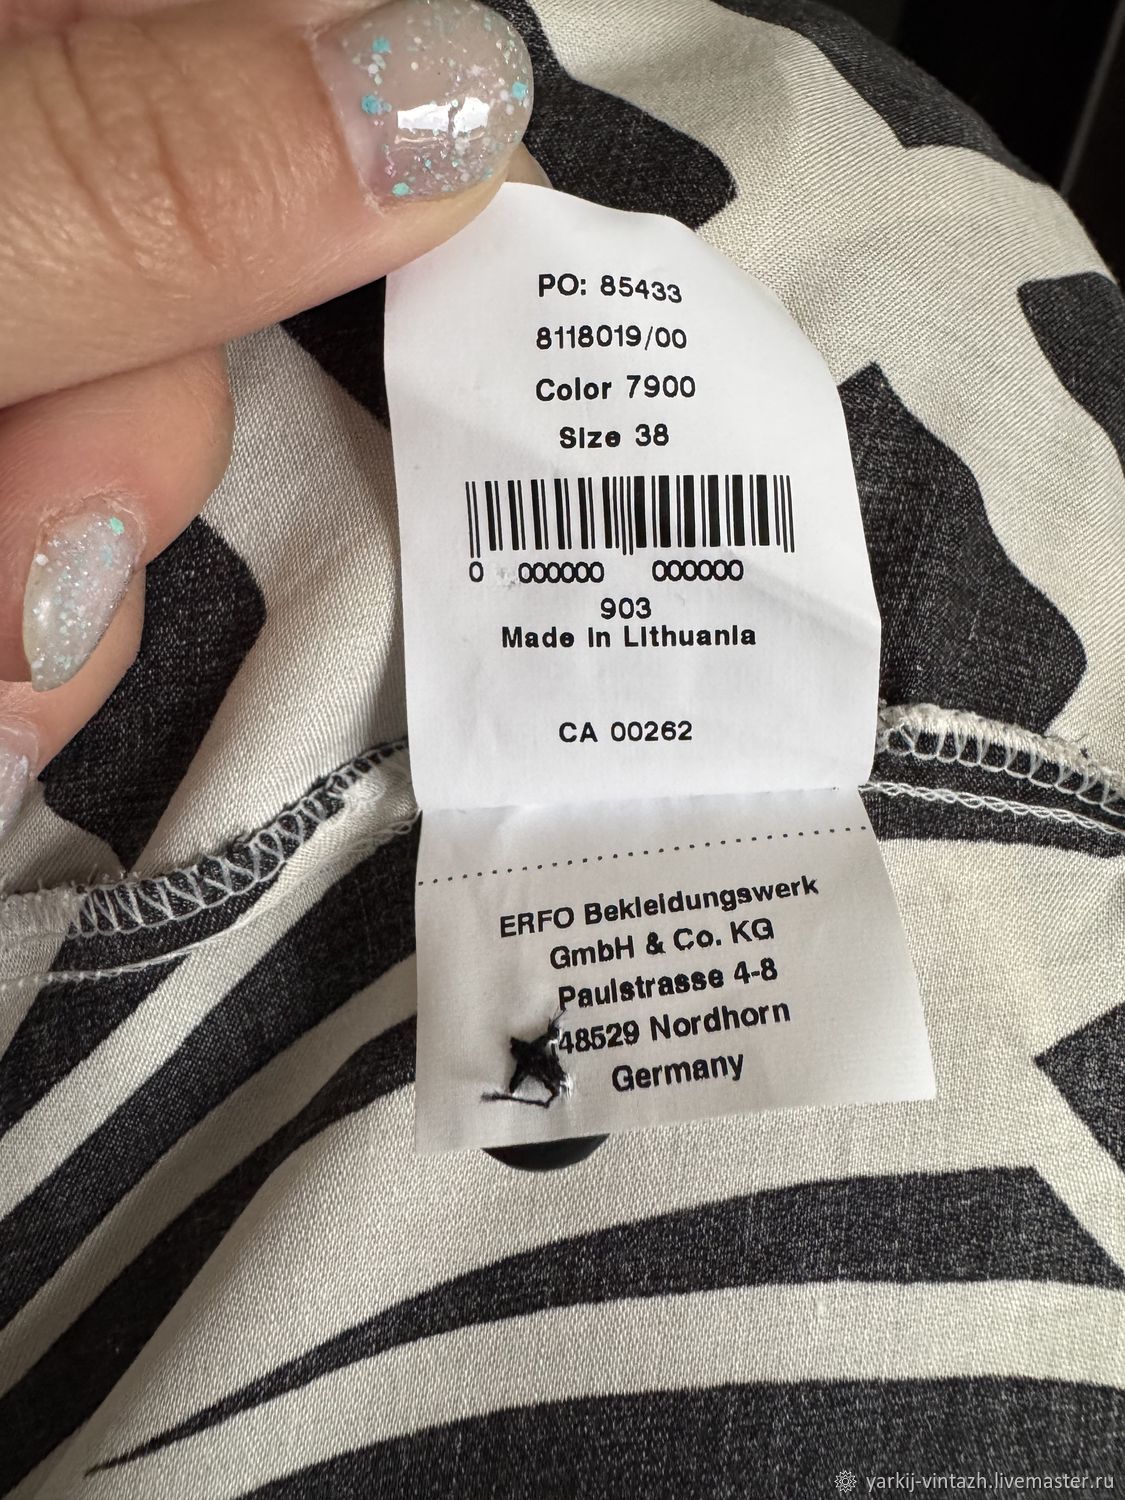 PO: 85433
8118019/00
Color 7900
Size 38
0 000000 000000
903
Made in Lithuania
CA 00262
ERFO Bekleidungswerk
GmbH & Co. KG
Paulstrasse 4-8
48529 Nordhorn
Germany
yarkij-vintazh.livemaster.ru